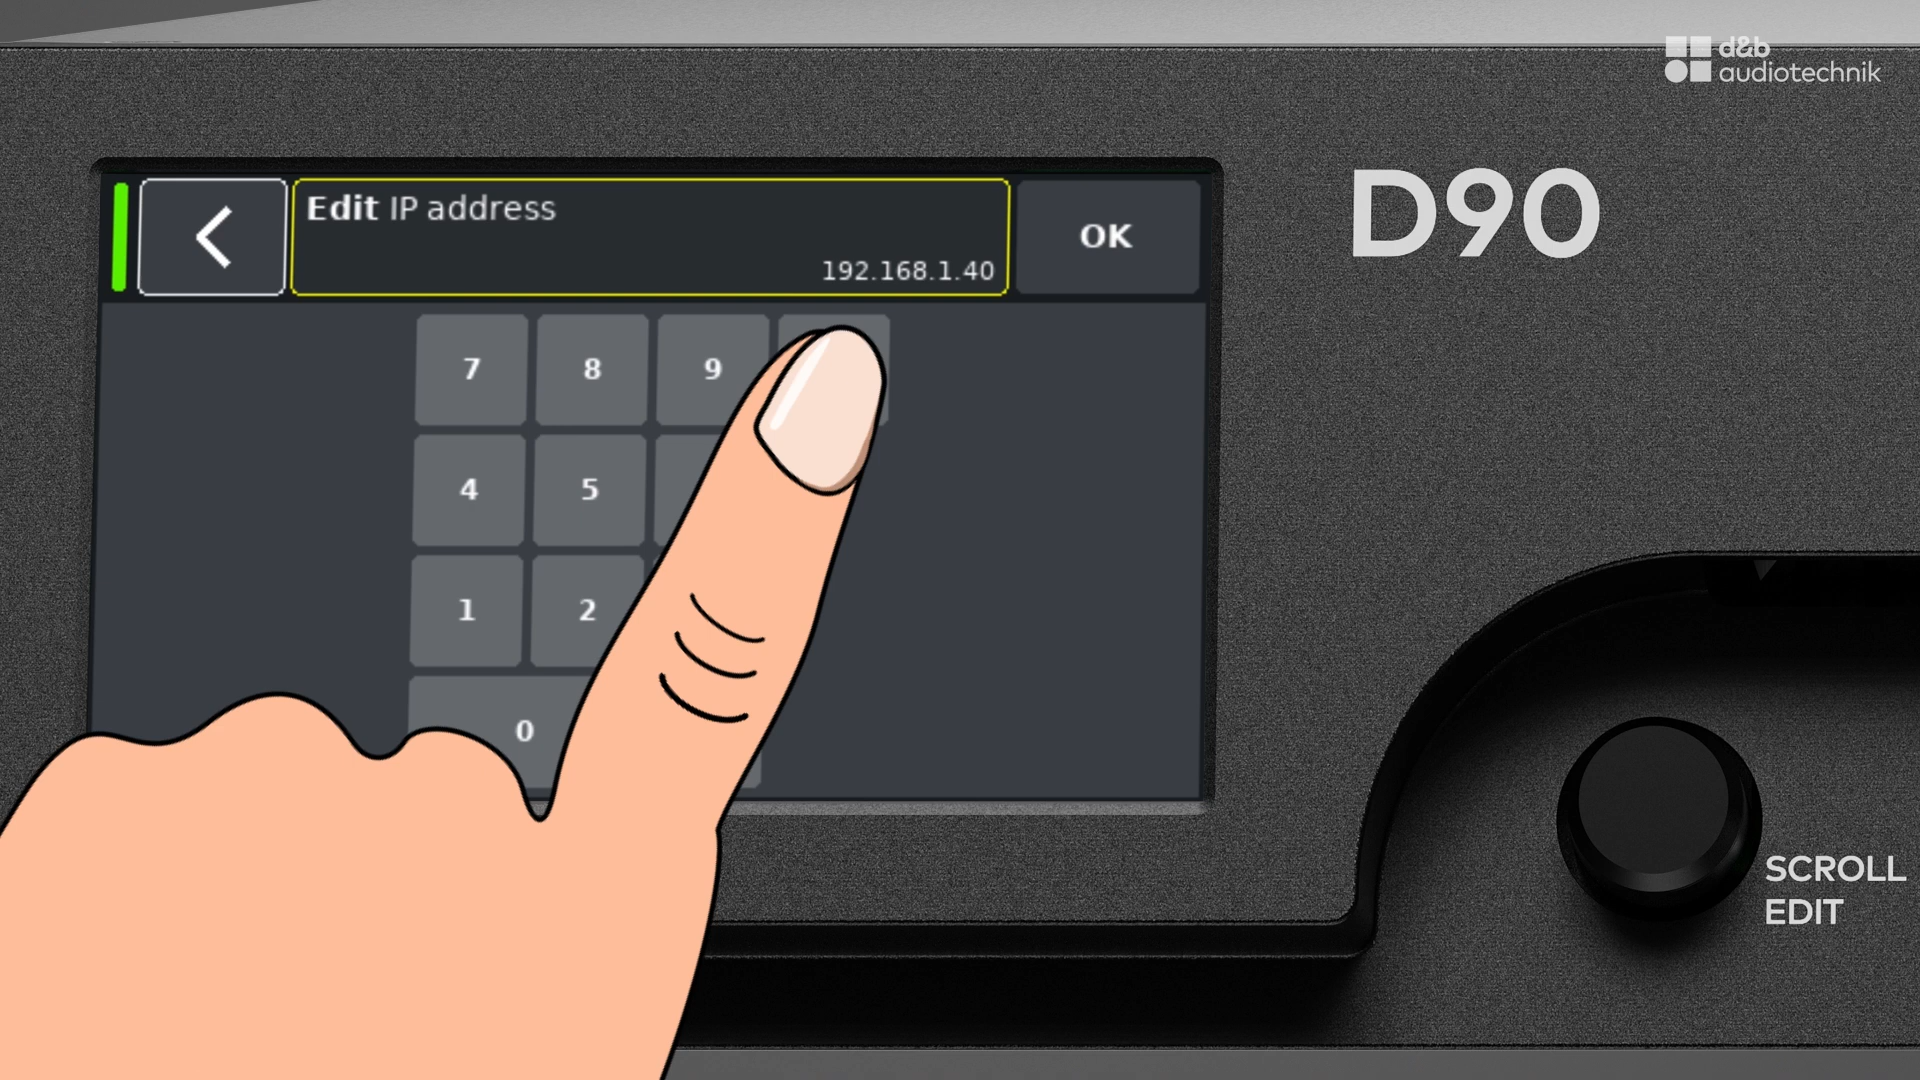 d&b
audiotechnik
D90
Edit IP address
OK
192.168.1.40
7 8 9
4 5
1 2
0
SCROLL
EDIT